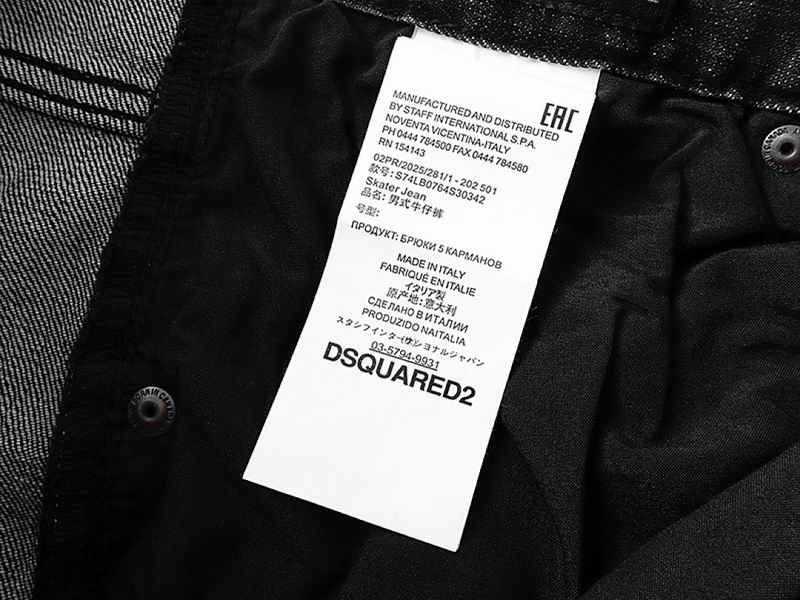 EAC
MANUFACTURED AND DISTRIBUTED
BY STAFF INTERNATIONAL S.P.A.
NOVENTA VICENTINA-ITALY
PH 0444 784500 FAX 0444 784580
RN 154143
02PR/2025/281/1 - 202 501
款号: S74LB0764S30342
Skater Jean
品名: 男式牛仔裤
号型:
ПРОДУКТ: БРЮКИ 5 КАРМАНОВ
MADE IN ITALY
FABRIQUÉ EN ITALIE
イタリア製
原产地: 意大利
СДЕЛАНО В ИТАЛИИ
PRODUZIDO NAITALIA
スタッフインターナショナルジャパン
03-5794-9931
DSQUARED2